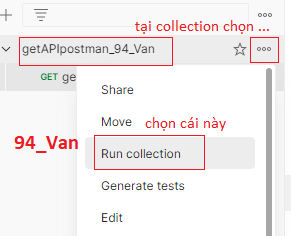 tại collection chọn ...
getAPIpostman_94_Van
GET ge
Share
Move
chọn cái này
94_Van
Run collection
Generate tests
Edit